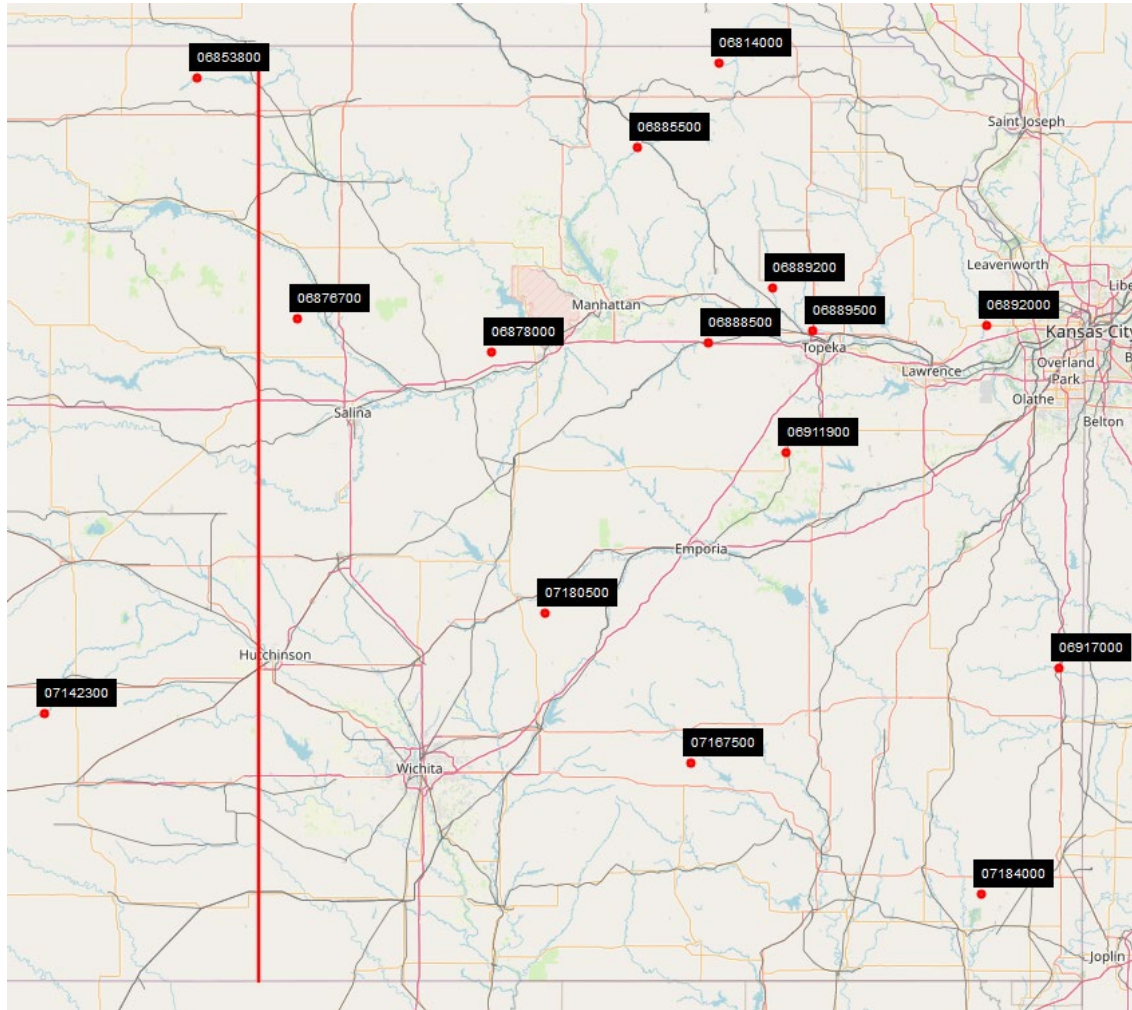 06853800
06814000
Saint Joseph
06885500
Leavenworth
06889200
Libe
06876700
Manhattan
06889500
06892000
06878000
06888500
Kansas City
Topeka
Overland
Park
B
Lawrence
Olathe
Salina
Belton
06911900
Emporia
07180500
Hutchinson
06917000
07142300
07167500
Wichita
07184000
Joplin